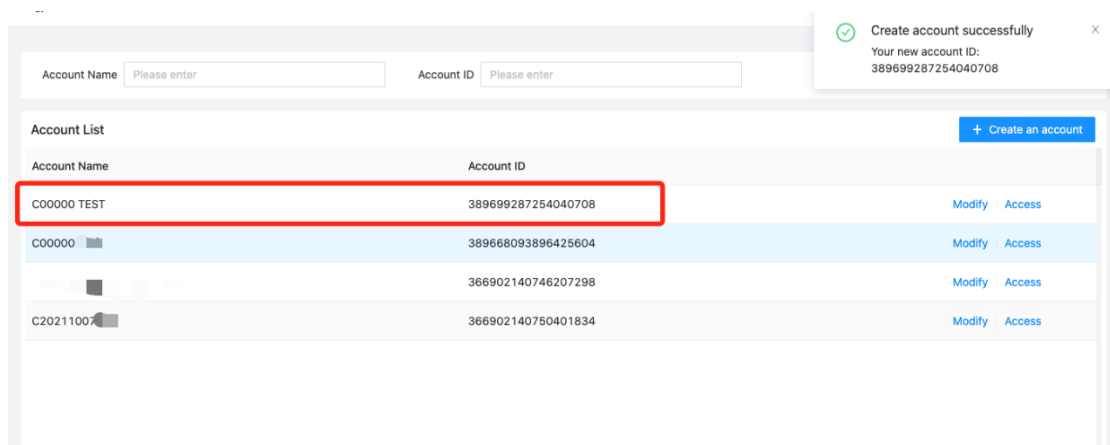 Create account successfully
Your new account ID:
389699287254040708
Account Name Please enter Account ID Please enter
Account List + Create an account
Account Name Account ID
C00000 TEST 389699287254040708 Modify Access
C00000 389668093896425604 Modify Access
366902140746207298 Modify Access
C20211007 366902140750401834 Modify Access